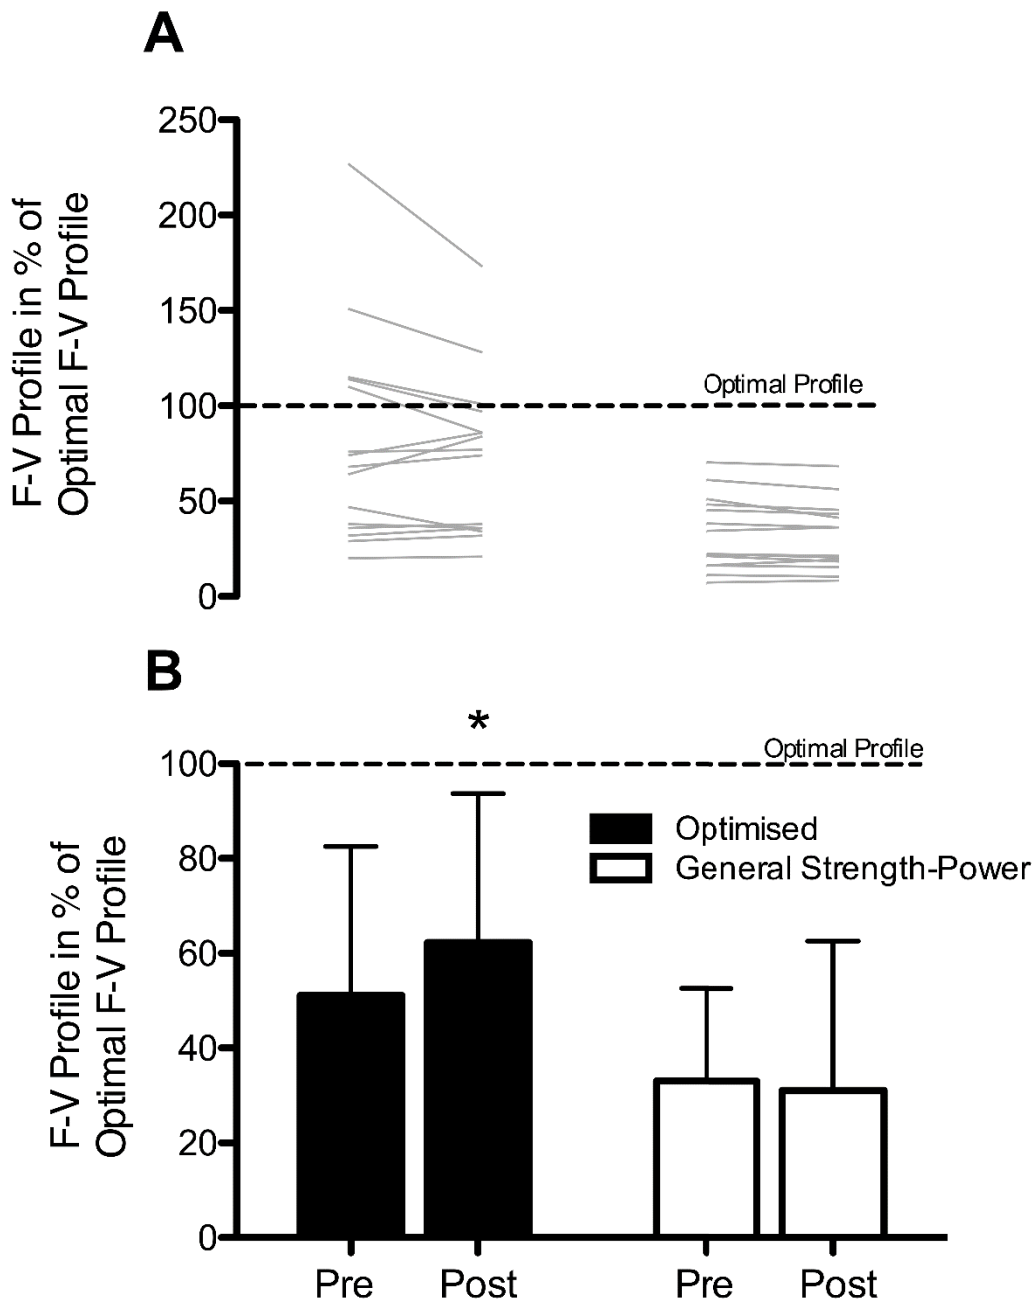 A
250
200
150
100
50
0
F-V Profile in % of
Optimal F-V Profile
Optimal Profile
B
*
100
80
60
40
20
0
F-V Profile in % of
Optimal F-V Profile
Optimal Profile
Optimised
General Strength-Power
Pre Post Pre Post